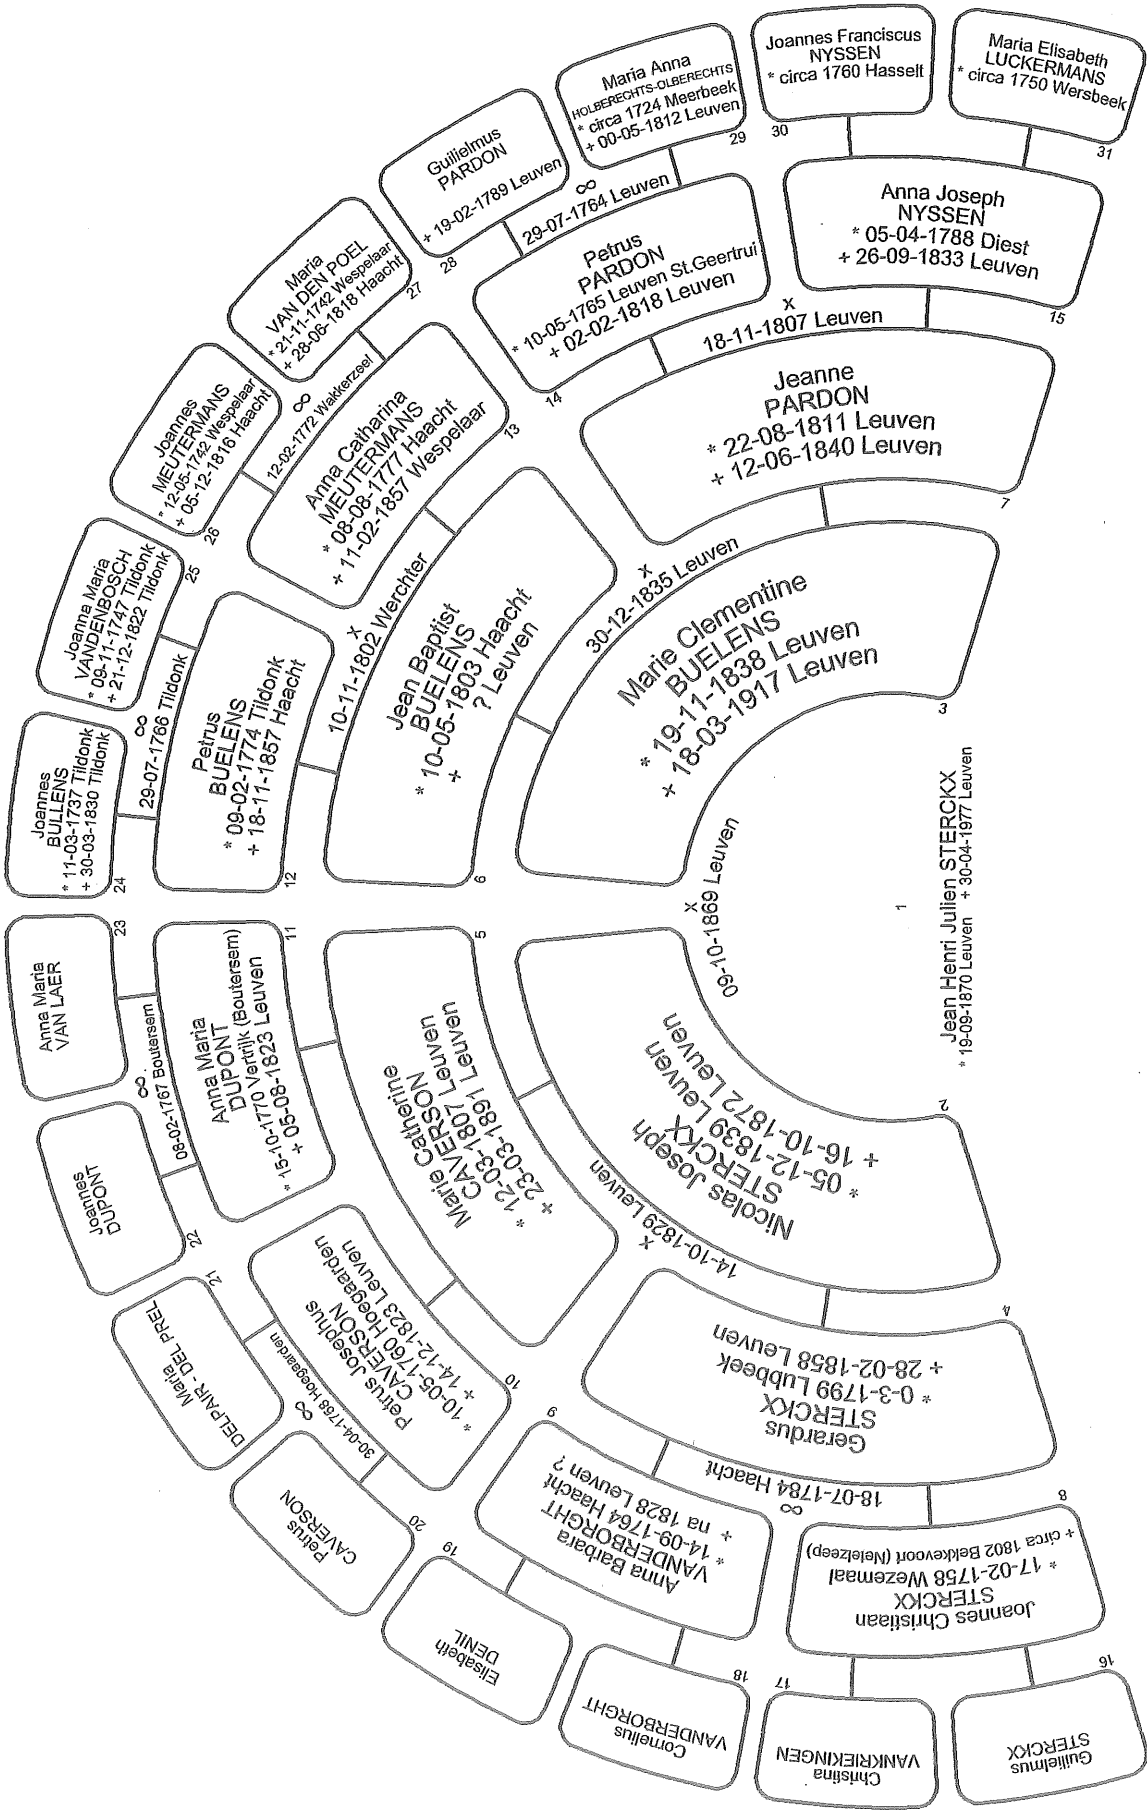 1
Jean Henri Julien STERCKX
* 19-09-1870 Leuven + 30-04-1977 Leuven
X
09-10-1869 Leuven
2
Nicolas Joseph
STERCKX
* 05-12-1839 Leuven
+ 16-10-1872 Leuven
3
Marie Clementine
BUELENS
* 19-11-1838 Leuven
+ 18-03-1917 Leuven
X
14-10-1829 Leuven
X
30-12-1835 Leuven
4
Gerardus
STERCKX
* 0-3-1799 Lubbeek
+ 28-02-1858 Leuven
5
Marie Catherine
CAVERSON
* 12-03-1807 Leuven
+ 23-03-1891 Leuven
6
Jean Baptist
BUELENS
* 10-05-1803 Haacht
+ ? Leuven
7
Jeanne
PARDON
* 22-08-1811 Leuven
+ 12-06-1840 Leuven
∞
18-07-1784 Haacht
X
10-11-1802 Werchter
X
18-11-1807 Leuven
8
Joannes Christiaan
STERCKX
* 17-02-1758 Wezemaal
+ circa 1802 Bekkevoort (Netelzeep)
9
Anna Barbara
VANDERBORGHT
* 14-09-1764 Haacht
+ na 1828 Leuven ?
10
Petrus Josephus
CAVERSON
* 10-05-1760 Hoegaarden
+ 14-12-1823 Leuven
11
Anna Maria
DUPONT
* 15-10-1770 Vertrijk (Boutersem)
+ 05-08-1823 Leuven
12
Petrus
BUELENS
* 09-02-1774 Tildonk
+ 18-11-1857 Haacht
13
Anna Catharina
MEUTERMANS
* 08-08-1777 Haacht
+ 11-02-1857 Wespelaar
14
Petrus
PARDON
* 10-05-1765 Leuven St.Geertrui
+ 02-02-1818 Leuven
15
Anna Joseph
NYSSEN
* 05-04-1788 Diest
+ 26-09-1833 Leuven
∞
30-04-1768 Hoegaarden
∞
08-02-1767 Boutersem
∞
29-07-1766 Tildonk
∞
12-02-1772 Wakkerzeel
∞
29-07-1764 Leuven
16
Guilielmus
STERCKX
17
Christina
VANKRIEKINGEN
18
Cornelius
VANDERBORGHT
19
Elisabeth
DENIL
20
Petrus
CAVERSON
21
Maria
DELPAIR - DEL PREL
22
Joannes
DUPONT
23
Anna Maria
VAN LAER
24
Joannes
BULLENS
* 11-03-1737 Tildonk
+ 30-03-1830 Tildonk
25
Joanna Maria
VANDENBOSCH
* 09-11-1747 Tildonk
+ 21-12-1822 Tildonk
26
Joannes
MEUTERMANS
* 12-05-1742 Wespelaar
+ 05-12-1816 Haacht
27
Maria
VAN DEN POEL
* 21-11-1742 Wespelaar
+ 28-06-1818 Haacht
28
Guilielmus
PARDON
+ 19-02-1789 Leuven
29
Maria Anna
HOLBERECHTS-OLBERECHTS
* circa 1724 Meerbeek
+ 00-05-1812 Leuven
30
Joannes Franciscus
NYSSEN
* circa 1760 Hasselt
31
Maria Elisabeth
LUCKERMANS
* circa 1750 Wersbeek